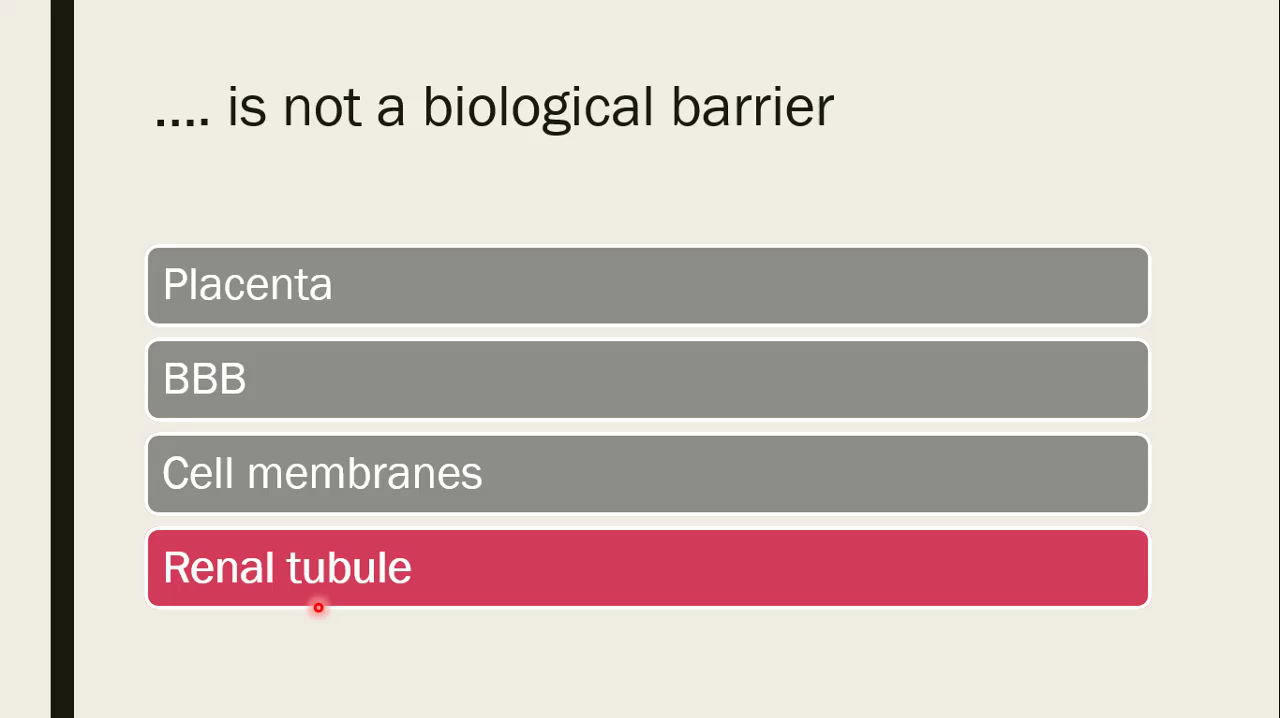 .... is not a biological barrier
Placenta
BBB
Cell membranes
Renal tubule